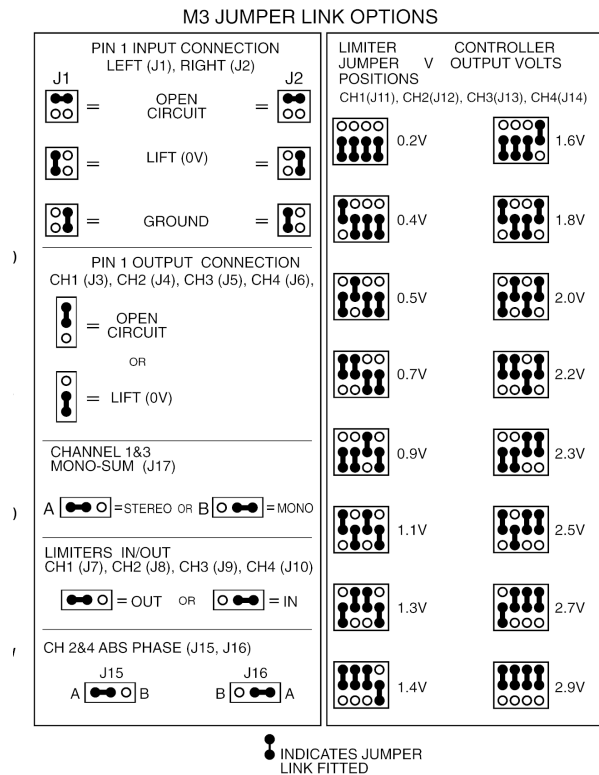 M3 JUMPER LINK OPTIONS
PIN 1 INPUT CONNECTION
LEFT (J1), RIGHT (J2)
J1
J2
= OPEN CIRCUIT =
= LIFT (0V) =
= GROUND =
PIN 1 OUTPUT CONNECTION
CH1 (J3), CH2 (J4), CH3 (J5), CH4 (J6),
= OPEN
CIRCUIT
OR
= LIFT (0V)
CHANNEL 1&3
MONO-SUM (J17)
A =STEREO OR B = MONO
LIMITERS IN/OUT
CH1 (J7), CH2 (J8), CH3 (J9), CH4 (J10)
= OUT OR = IN
CH 2&4 ABS PHASE (J15, J16)
J15 J16
A B B A
LIMITER CONTROLLER
JUMPER V OUTPUT VOLTS
POSITIONS
CH1(J11), CH2(J12), CH3(J13), CH4(J14)
0.2V 1.6V
0.4V 1.8V
0.5V 2.0V
0.7V 2.2V
0.9V 2.3V
1.1V 2.5V
1.3V 2.7V
1.4V 2.9V
INDICATES JUMPER
LINK FITTED